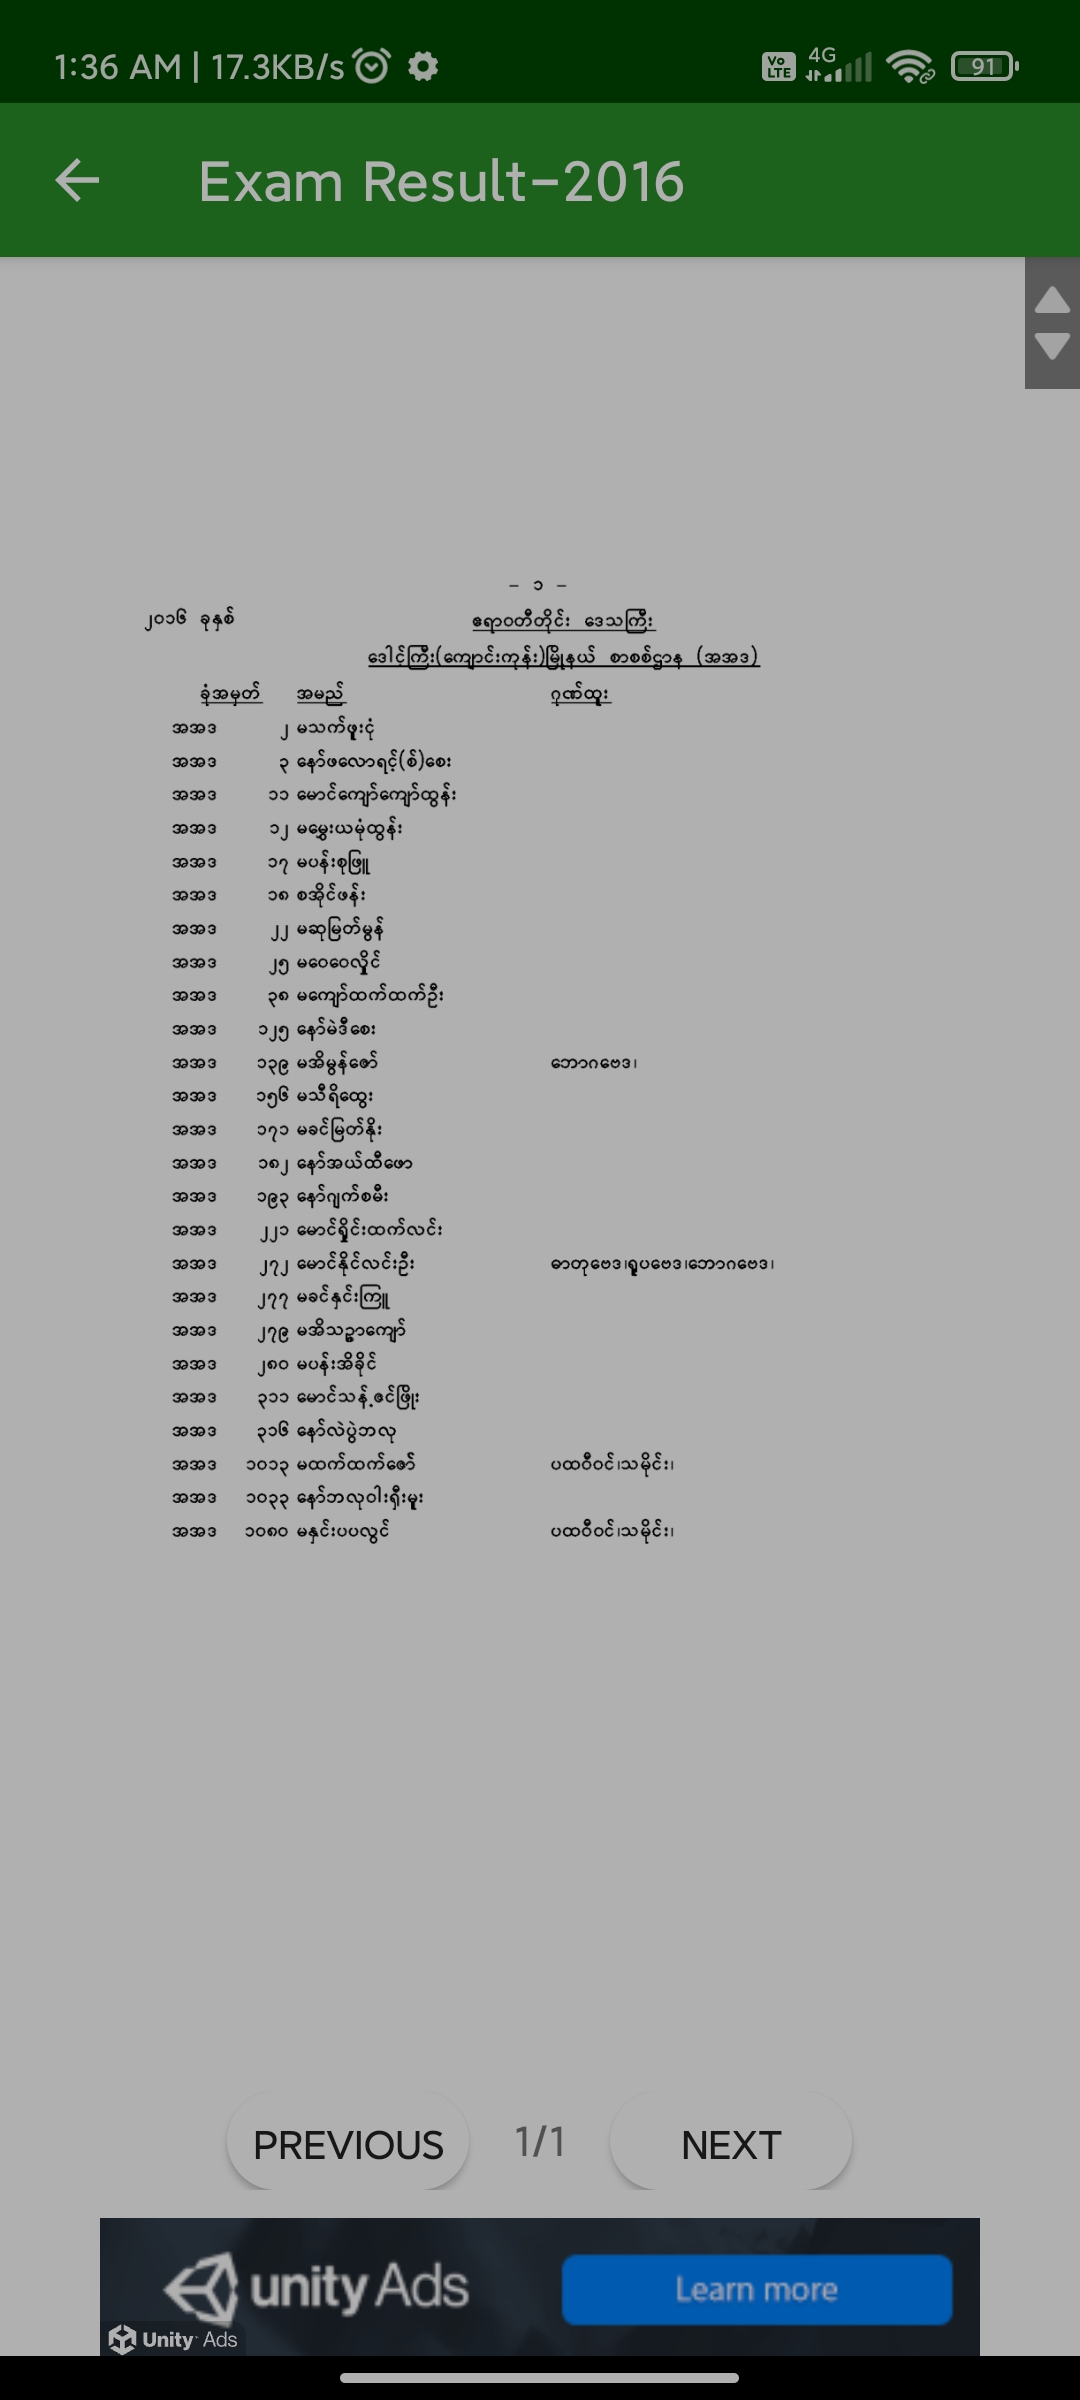 1:36 AM | 17.3KB/s Vo LTE 4G 91
Exam Result-2016
- ၁ -
၂၀၁၆ ခုနှစ် ဧရာဝတီတိုင်း ဒေသကြီး
ဒေါင့်ကြီး(ကျောင်းကုန်း)မြို့နယ် စာစစ်ဌာန (အအဒ)
ခုံအမှတ် အမည် ဂုဏ်ထူး
အအဒ ၂ မသက်ဖူးငုံ
အအဒ ၃ နော်ဖလောရင့်(စ်)စေး
အအဒ ၁၁ မောင်ကျော်ကျော်ထွန်း
အအဒ ၁၂ မမွှေးယမုံထွန်း
အအဒ ၁၇ မပန်းစုဖြူ
အအဒ ၁၈ စအိုင်ဖန်း
အအဒ ၂၂ မဆုမြတ်မွန်
အအဒ ၂၅ မဝေဝေလှိုင်
အအဒ ၃၈ မကျော်ထက်ထက်ဦး
အအဒ ၁၂၅ နော်မဲဒီစေး
အအဒ ၁၃၉ မအိမွန်ဇော် ဘောဂဗေဒ၊
အအဒ ၁၅၆ မသီရိထွေး
အအဒ ၁၇၁ မခင်မြတ်နိုး
အအဒ ၁၈၂ နော်အယ်ထီဖော
အအဒ ၁၉၃ နော်ဂျက်စမီး
အအဒ ၂၂၁ မောင်ရှိုင်းထက်လင်း
အအဒ ၂၇၂ မောင်နိုင်လင်းဦး ဓာတုဗေဒ၊ရူပဗေဒ၊ဘောဂဗေဒ၊
အအဒ ၂၇၇ မခင်နှင်းကြူ
အအဒ ၂၇၉ မအိသဥ္ဇာကျော်
အအဒ ၂၈၀ မပန်းအိခိုင်
အအဒ ၃၁၁ မောင်သန့်ဇင်ဖြိုး
အအဒ ၃၁၆ နော်လဲပွဲဘလု
အအဒ ၁၀၁၃ မထက်ထက်ဇော် ပထဝီဝင်၊သမိုင်း၊
အအဒ ၁၀၃၃ နော်ဘလုဝါးရှီးမူး
အအဒ ၁၀၈၀ မနှင်းပပလွင် ပထဝီဝင်၊သမိုင်း၊
PREVIOUS 1/1 NEXT
unity Ads Learn more
Unity Ads